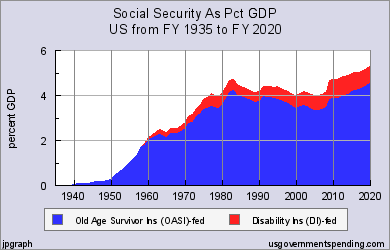 Social Security As Pct GDP
US from FY 1935 to FY 2020
percent GDP
6
4
2
0
1940 1950 1960 1970 1980 1990 2000 2010 2020
Old Age Survivor Ins (OASI)-fed Disability Ins (DI)-fed
jpgraph usgovernmentspending.com